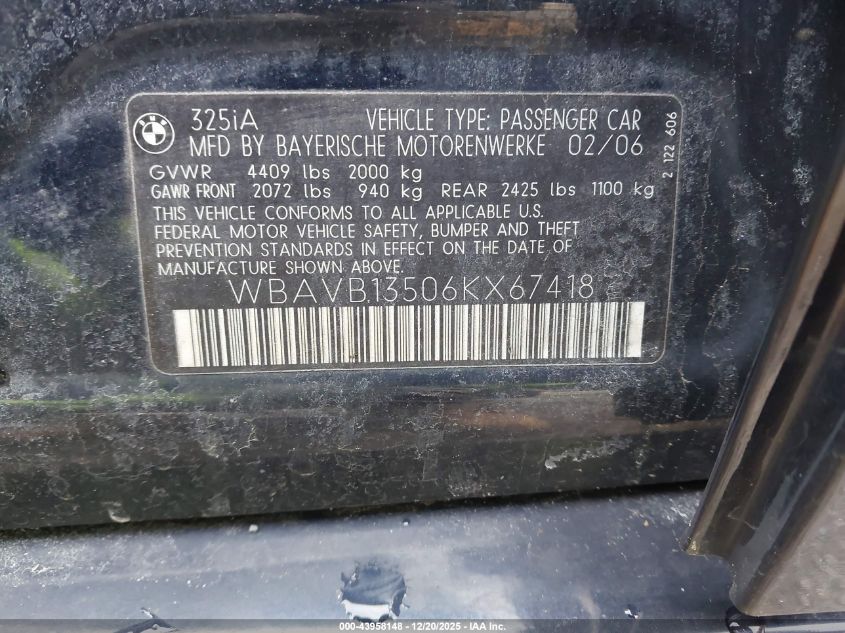 325iA VEHICLE TYPE: PASSENGER CAR
MFD BY BAYERISCHE MOTORENWERKE 02/06
GVWR 4409 lbs 2000 kg
GAWR FRONT 2072 lbs 940 kg REAR 2425 lbs 1100 kg
THIS VEHICLE CONFORMS TO ALL APPLICABLE U.S.
FEDERAL MOTOR VEHICLE SAFETY, BUMPER AND THEFT
PREVENTION STANDARDS IN EFFECT ON THE DATE OF
MANUFACTURE SHOWN ABOVE.
WBAVB13506KX67418
2 122 606
000-43958148 - 12/20/2025 - IAA Inc.